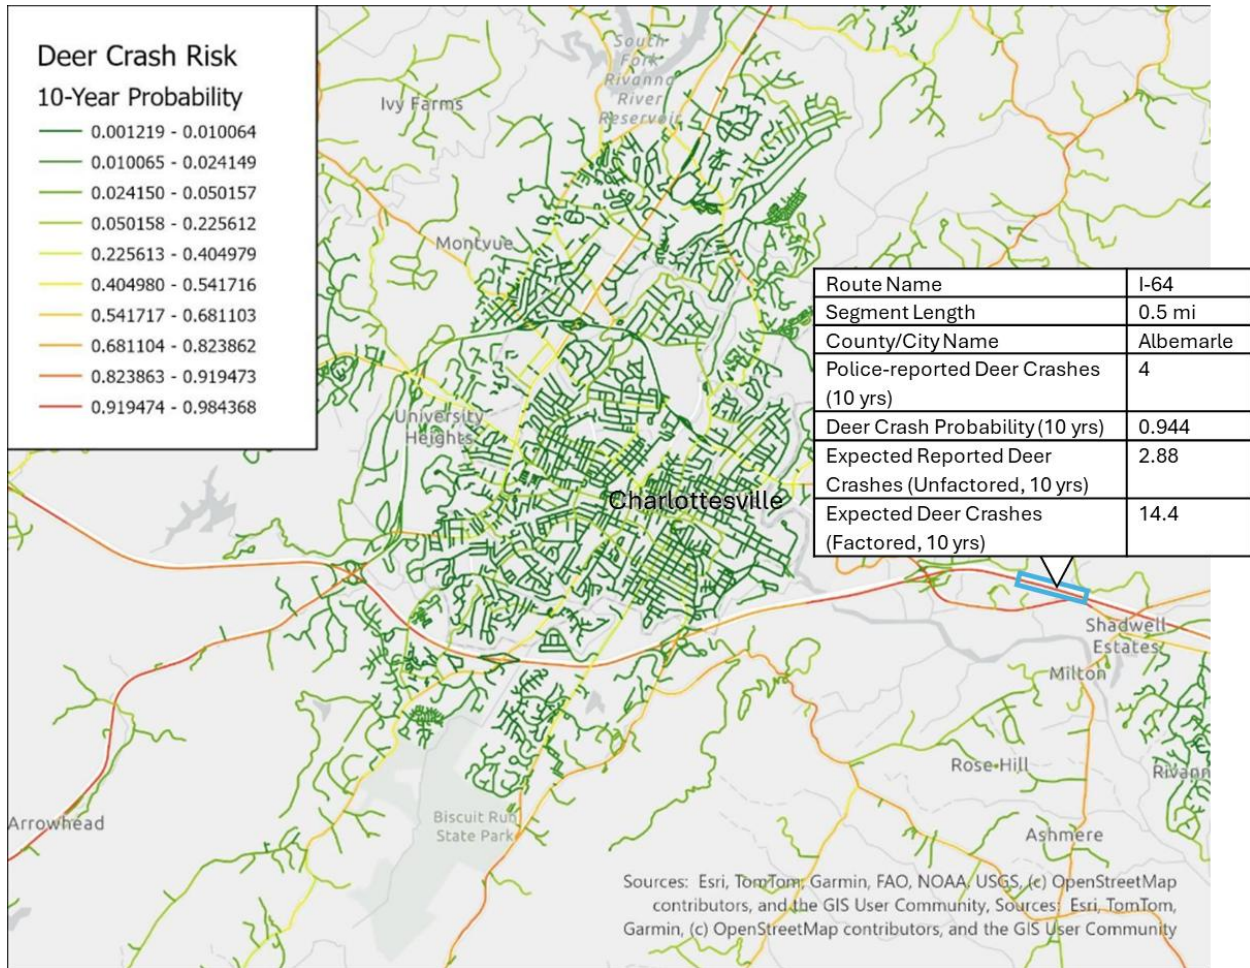 Deer Crash Risk
10-Year Probability
0.001219 - 0.010064
0.010065 - 0.024149
0.024150 - 0.050157
0.050158 - 0.225612
0.225613 - 0.404979
0.404980 - 0.541716
0.541717 - 0.681103
0.681104 - 0.823862
0.823863 - 0.919473
0.919474 - 0.984368
South
Fork
Rivanna
River
Reservoir
Ivy Farms
Montvue
University
Heights
Charlottesville
Route Name I-64
Segment Length 0.5 mi
County/City Name Albemarle
Police-reported Deer Crashes 4
(10 yrs)
Deer Crash Probability (10 yrs) 0.944
Expected Reported Deer 2.88
Crashes (Unfactored, 10 yrs)
Expected Deer Crashes 14.4
(Factored, 10 yrs)
Shadwell
Estates
Milton
Rose Hill
Rivann
Arrowhead
Biscuit Run
State Park
Ashmere
Sources: Esri, TomTom, Garmin, FAO, NOAA, USGS, (c) OpenStreetMap
contributors, and the GIS User Community, Sources: Esri, TomTom,
Garmin, (c) OpenStreetMap contributors, and the GIS User Community